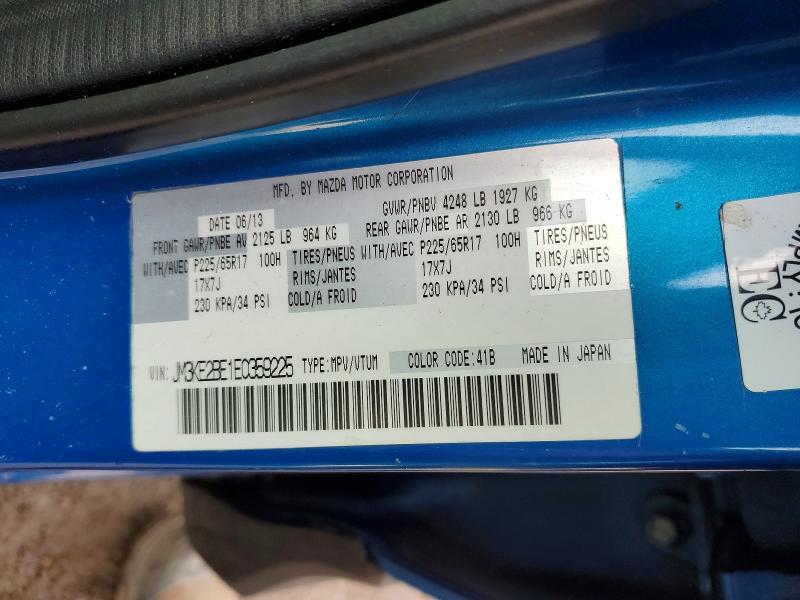 MFD. BY MAZDA MOTOR CORPORATION
DATE 06/13 GVWR/PNBV 4248 LB 1927 KG
FRONT GAWR/PNBE AV 2125 LB 964 KG REAR GAWR/PNBE AR 2130 LB 966 KG
WITH/AVEC P225/65R17 100H TIRES/PNEUS WITH/AVEC P225/65R17 100H TIRES/PNEUS
17X7J RIMS/JANTES 17X7J RIMS/JANTES
230 KPA/34 PSI COLD/A FROID 230 KPA/34 PSI COLD/A FROID
VIN: JM3KE2BE1E0359225 TYPE:MPV/VTUM COLOR CODE:41B MADE IN JAPAN
EC